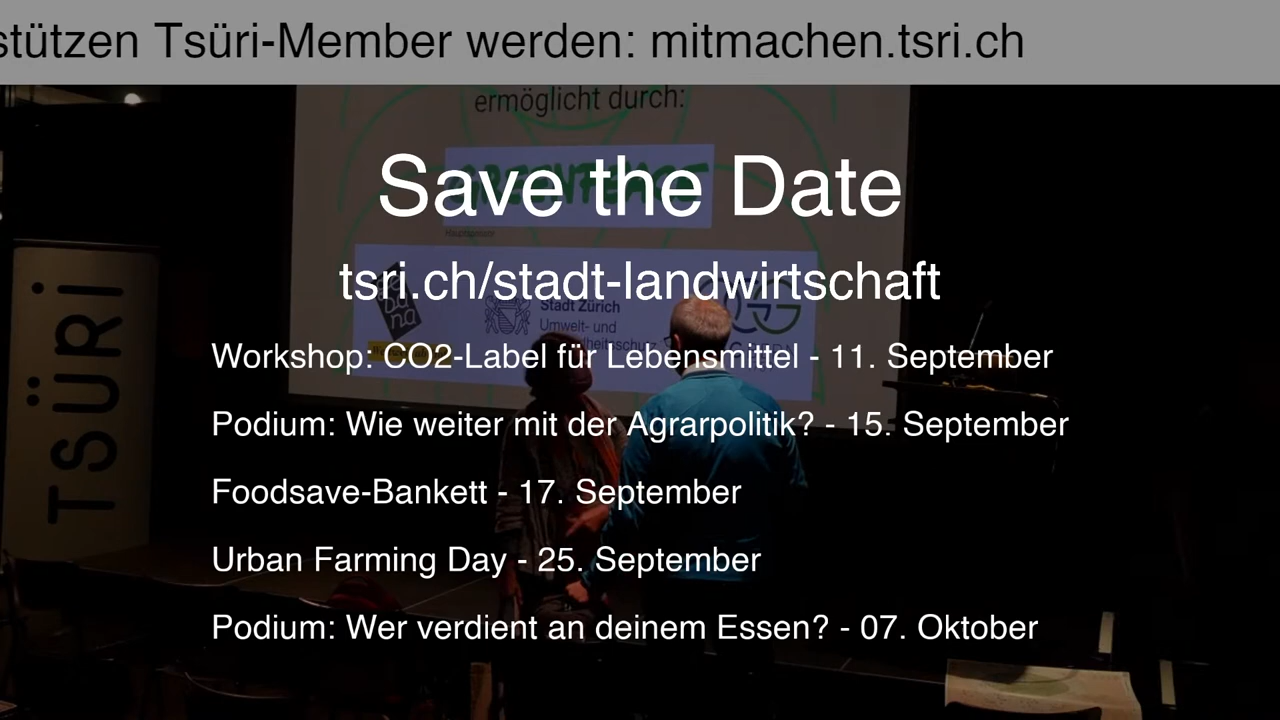 stützen Tsüri-Member werden: mitmachen.tsri.ch
ermöglicht durch:
GREENPEACE
Save the Date
tsri.ch/stadt-landwirtschaft
Stadt Zürich
Umwelt- und
TSÜRi
Workshop: CO2-Label für Lebensmittel - 11. September
Podium: Wie weiter mit der Agrarpolitik? - 15. September
Foodsave-Bankett - 17. September
Urban Farming Day - 25. September
Podium: Wer verdient an deinem Essen? - 07. Oktober